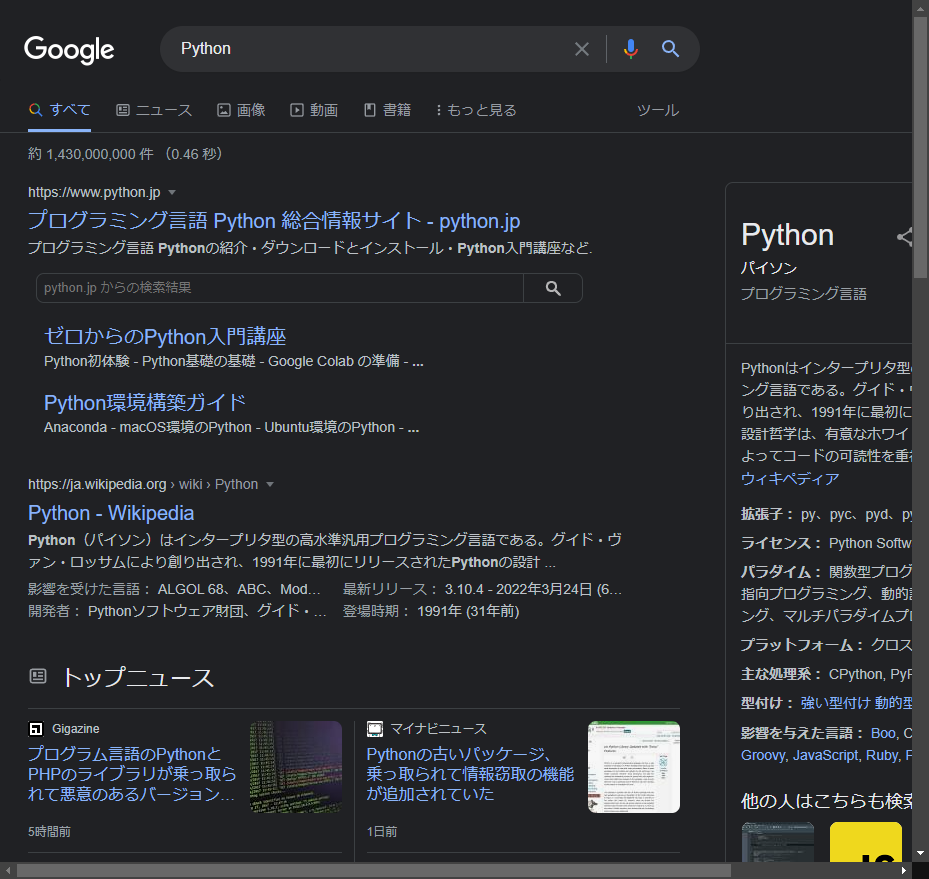 Google
Python
すべて
ニュース
画像
動画
書籍
もっと見る
ツール
約 1,430,000,000 件 （0.46 秒）
https://www.python.jp
プログラミング言語 Python 総合情報サイト - python.jp
プログラミング言語 Pythonの紹介・ダウンロードとインストール・Python入門講座など.
python.jp からの検索結果
ゼロからのPython入門講座
Python初体験 - Python基礎の基礎 - Google Colab の準備 - ...
Python環境構築ガイド
Anaconda - macOS環境のPython - Ubuntu環境のPython - ...
https://ja.wikipedia.org › wiki › Python
Python - Wikipedia
Python（パイソン）はインタープリタ型の高水準汎用プログラミング言語である。グイド・ヴ
ァン・ロッサムにより創り出され、1991年に最初にリリースされたPythonの設計 ...
影響を受けた言語： ALGOL 68、ABC、Mod…
最新リリース： 3.10.4 - 2022年3月24日 (6…
開発者： Pythonソフトウェア財団、グイド・…
登場時期： 1991年 (31年前)
トップニュース
Gigazine
プログラム言語のPythonと
PHPのライブラリが乗っ取ら
れて悪意のあるバージョン…
5時間前
マイナビニュース
Pythonの古いパッケージ、
乗っ取られて情報窃取の機能
が追加されていた
1日前
Python
パイソン
プログラミング言語
Pythonはインタープリタ型
ング言語である。グイド・
り出され、1991年に最初に
設計哲学は、有意なホワイ
よってコードの可読性を重
ウィキペディア
拡張子： py、pyc、pyd、py
ライセンス： Python Softw
パラダイム： 関数型プログ
指向プログラミング、動的
ング、マルチパラダイムプロ
プラットフォーム： クロス
主な処理系： CPython, PyP
型付け： 強い型付け 動的型
影響を与えた言語： Boo,
Groovy, JavaScript, Ruby,
他の人はこちらも検索
JS